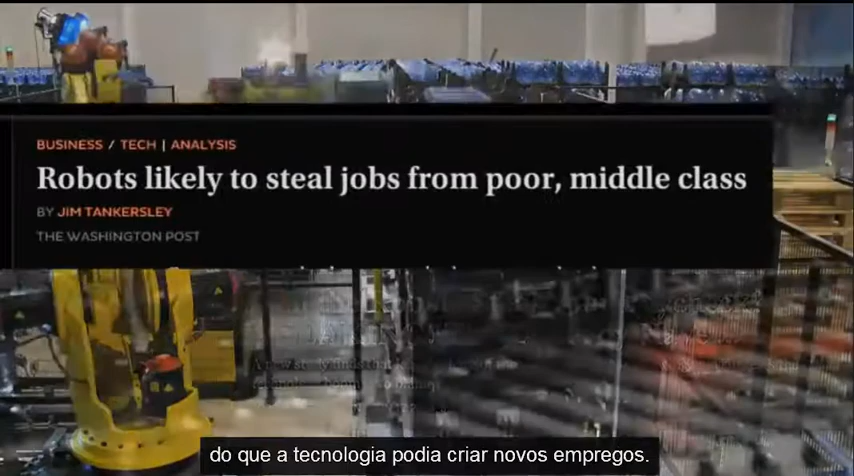 BUSINESS / TECH | ANALYSIS
Robots likely to steal jobs from poor, middle class
BY JIM TANKERSLEY
THE WASHINGTON POST
do que a tecnologia podia criar novos empregos.